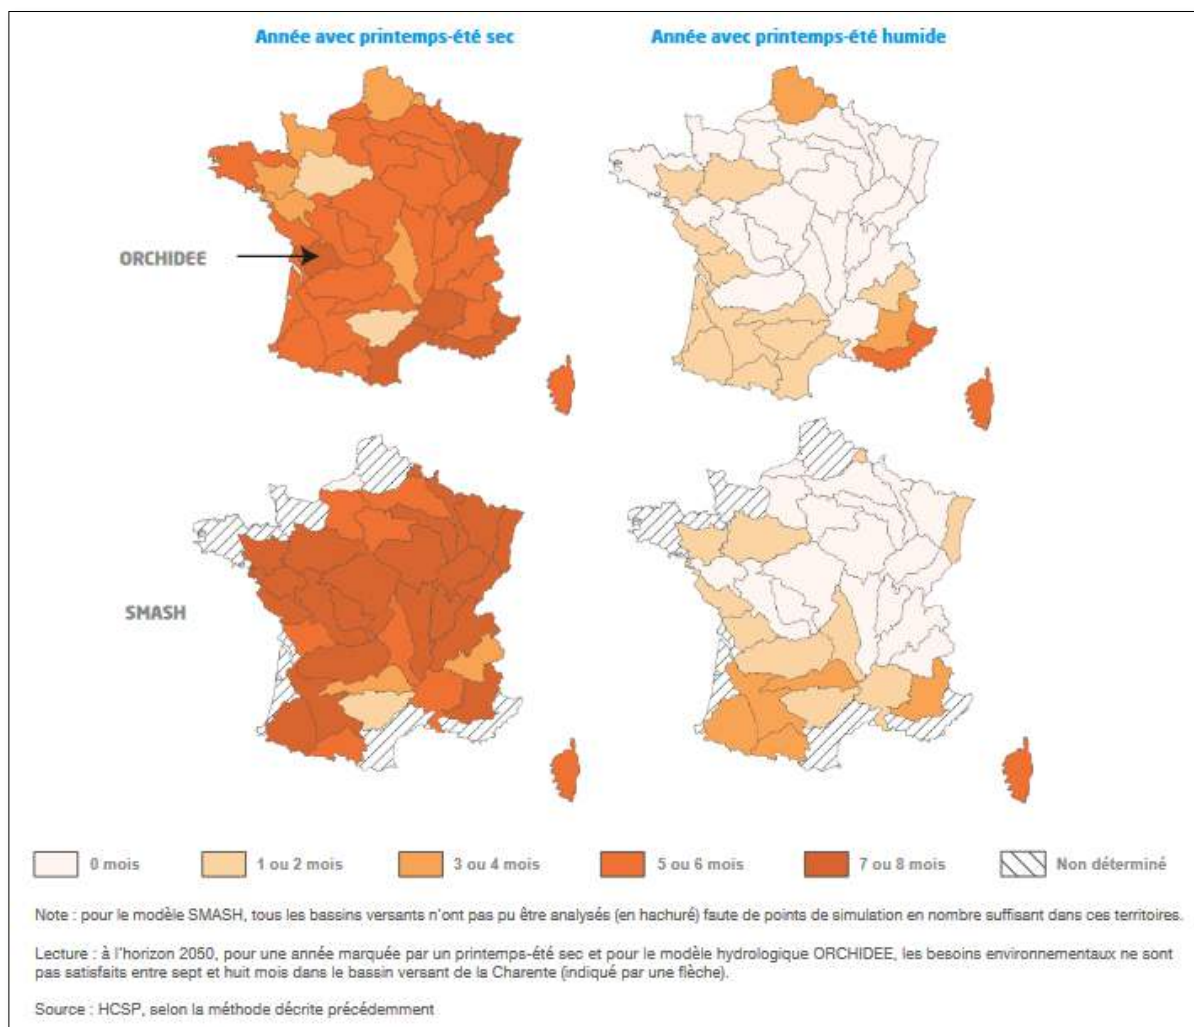 Année avec printemps-été sec
Année avec printemps-été humide
ORCHIDEE
SMASH
0 mois
1 ou 2 mois
3 ou 4 mois
5 ou 6 mois
7 ou 8 mois
Non déterminé
Note : pour le modèle SMASH, tous les bassins versants n'ont pas pu être analysés (en hachuré) faute de points de simulation en nombre suffisant dans ces territoires.
Lecture : à l'horizon 2050, pour une année marquée par un printemps-été sec et pour le modèle hydrologique ORCHIDEE, les besoins environnementaux ne sont
pas satisfaits entre sept et huit mois dans le bassin versant de la Charente (indiqué par une flèche).
Source : HCSP, selon la méthode décrite précédemment